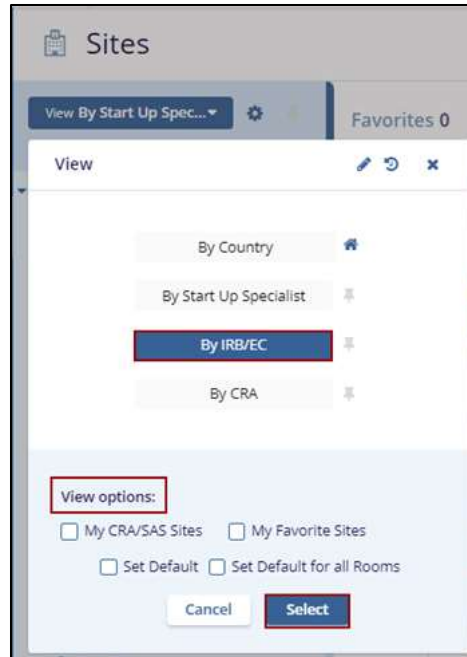 Sites
View By Start Up Spec...
Favorites 0
View
By Country
By Start Up Specialist
By IRB/EC
By CRA
View options:
My CRA/SAS Sites My Favorite Sites
Set Default Set Default for all Rooms
Cancel Select